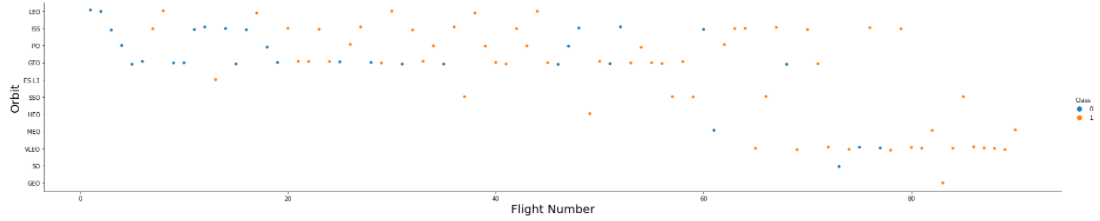 LEO
ISS
PO
GTO
ES-L1
SSO
HEO
MEO
VLEO
SO
GEO
Orbit
0
20
40
60
80
Flight Number
Class
0
1